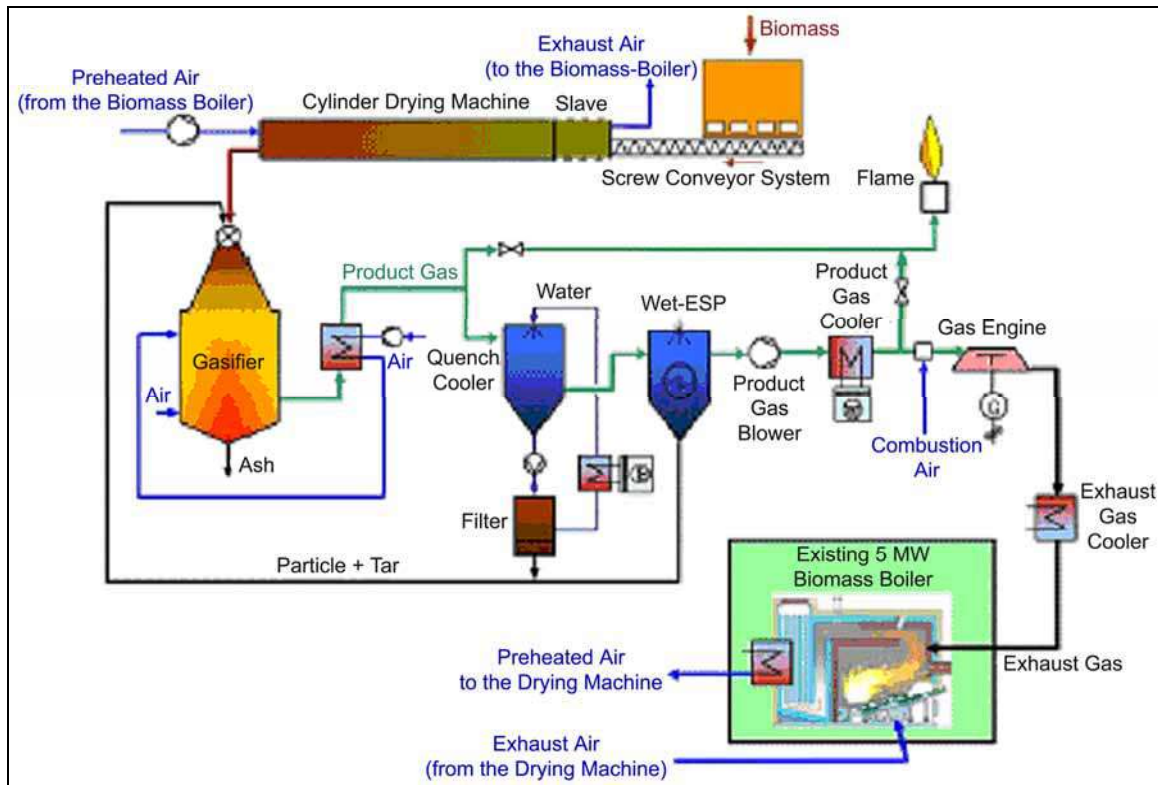 Biomass
Exhaust Air
(to the Biomass-Boiler)
Preheated Air
(from the Biomass Boiler)
Cylinder Drying Machine
Slave
Screw Conveyor System
Flame
Product Gas
Water
Wet-ESP
Product
Gas
Cooler
Gas Engine
Gasifier
Air
Air
Quench
Cooler
Product
Gas
Blower
G
Combustion
Air
Ash
Filter
Exhaust
Gas
Cooler
Particle + Tar
Existing 5 MW
Biomass Boiler
Exhaust Gas
Preheated Air
to the Drying Machine
Exhaust Air
(from the Drying Machine)